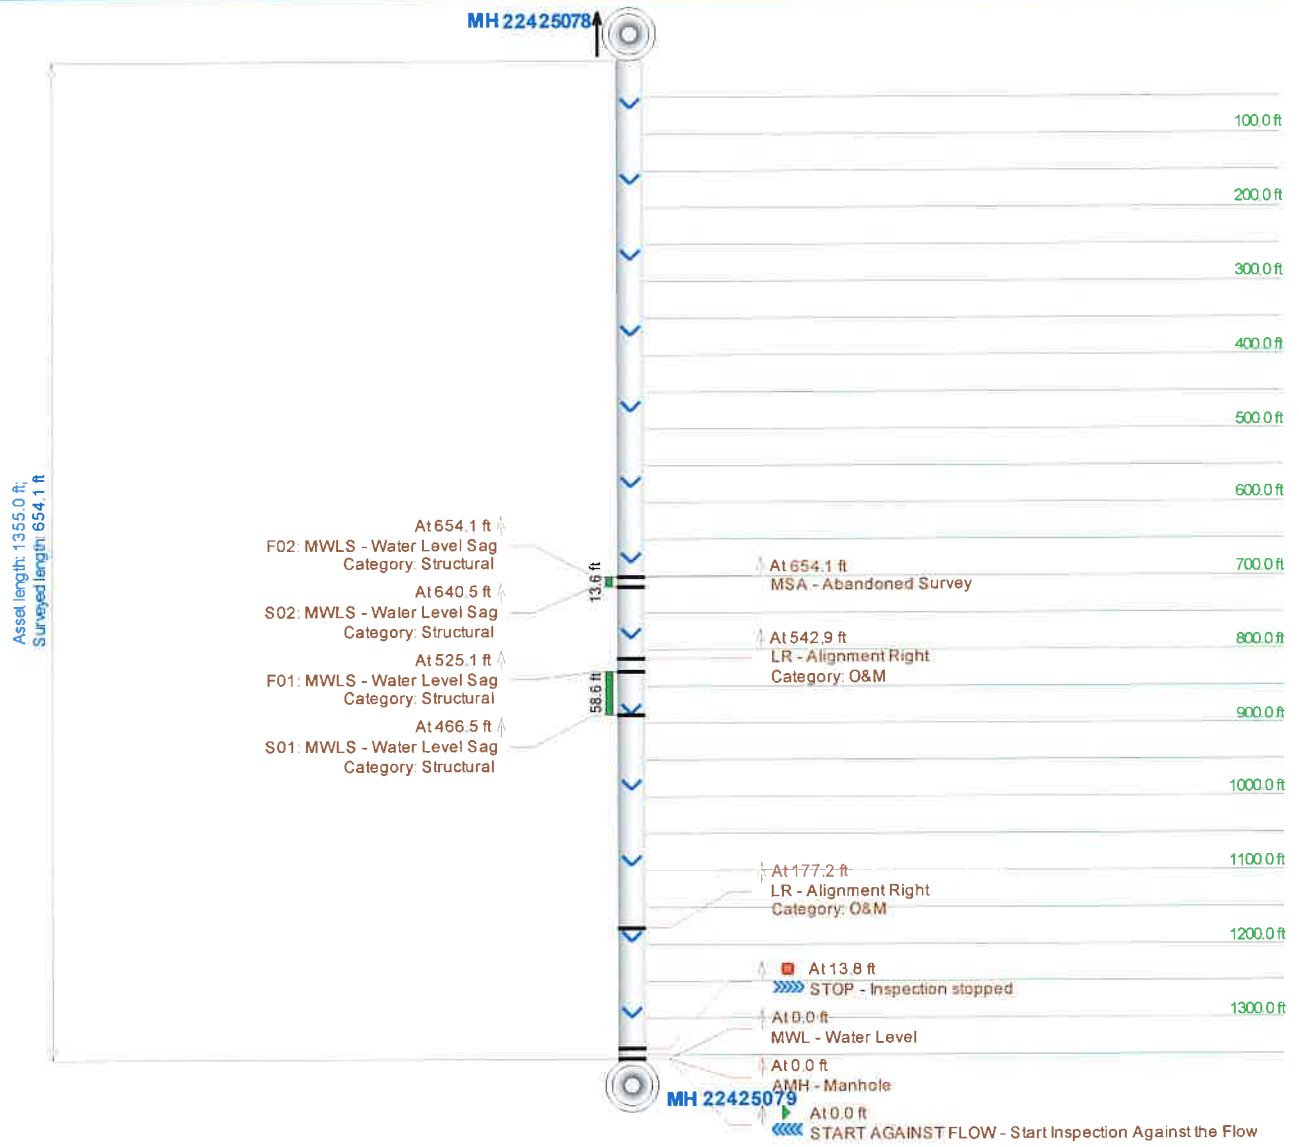 MH 22425078
100.0 ft
200.0 ft
300.0 ft
400.0 ft
500.0 ft
600.0 ft
700.0 ft
800.0 ft
900.0 ft
1000.0 ft
1100.0 ft
1200.0 ft
1300.0 ft
Asset length: 1355.0 ft;
Surveyed length: 654.1 ft
At 654.1 ft
F02: MWLS - Water Level Sag
Category: Structural
At 640.5 ft
S02: MWLS - Water Level Sag
Category: Structural
At 525.1 ft
F01: MWLS - Water Level Sag
Category: Structural
At 466.5 ft
S01: MWLS - Water Level Sag
Category: Structural
13.6 ft
58.6 ft
At 654.1 ft
MSA - Abandoned Survey
At 542.9 ft
LR - Alignment Right
Category: O&M
At 177.2 ft
LR - Alignment Right
Category: O&M
At 13.8 ft
STOP - Inspection stopped
At 0.0 ft
MWL - Water Level
At 0.0 ft
AMH - Manhole
MH 22425079
At 0.0 ft
START AGAINST FLOW - Start Inspection Against the Flow